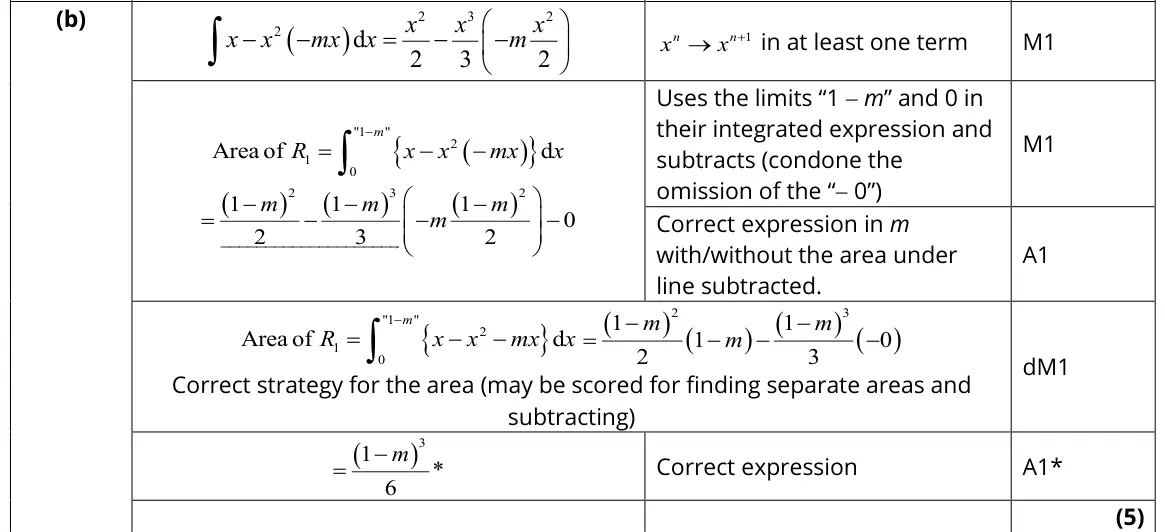 (b)
∫ x − x² (−mx) dx = x²/2 − x³/3 (−m x²/2)
xⁿ → xⁿ⁺¹ in at least one term
M1
Area of R₁ = ∫₀^("1−m") {x − x² (−mx)} dx
= (1−m)²/2 − (1−m)³/3 (−m (1−m)²/2) − 0
Uses the limits “1 – m” and 0 in
their integrated expression and
subtracts (condone the
omission of the “– 0”)
M1
Correct expression in m
with/without the area under
line subtracted.
A1
Area of R₁ = ∫₀^("1−m") {x − x² − mx} dx = (1−m)²/2 (1−m) − (1−m)³/3 (−0)
Correct strategy for the area (may be scored for finding separate areas and
subtracting)
dM1
= (1−m)³/6 *
Correct expression
A1*
(5)